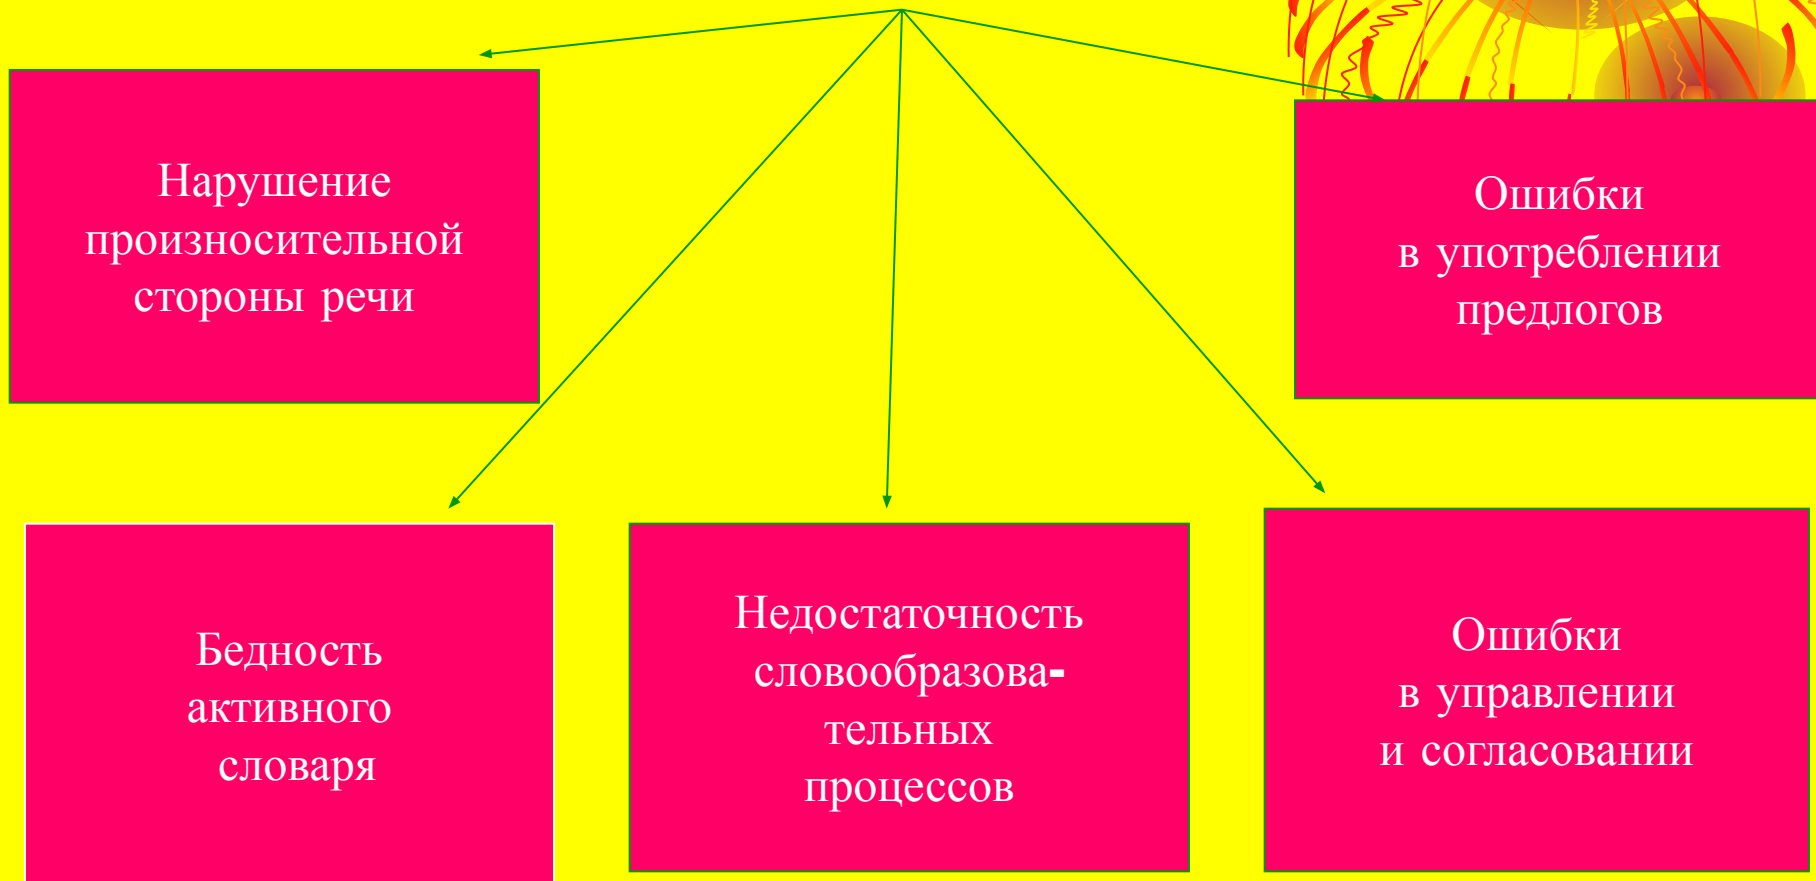 Нарушение
произносительной
стороны речи
Ошибки
в употреблении
предлогов
Бедность
активного
словаря
Недостаточность
словообразова-
тельных
процессов
Ошибки
в управлении
и согласовании